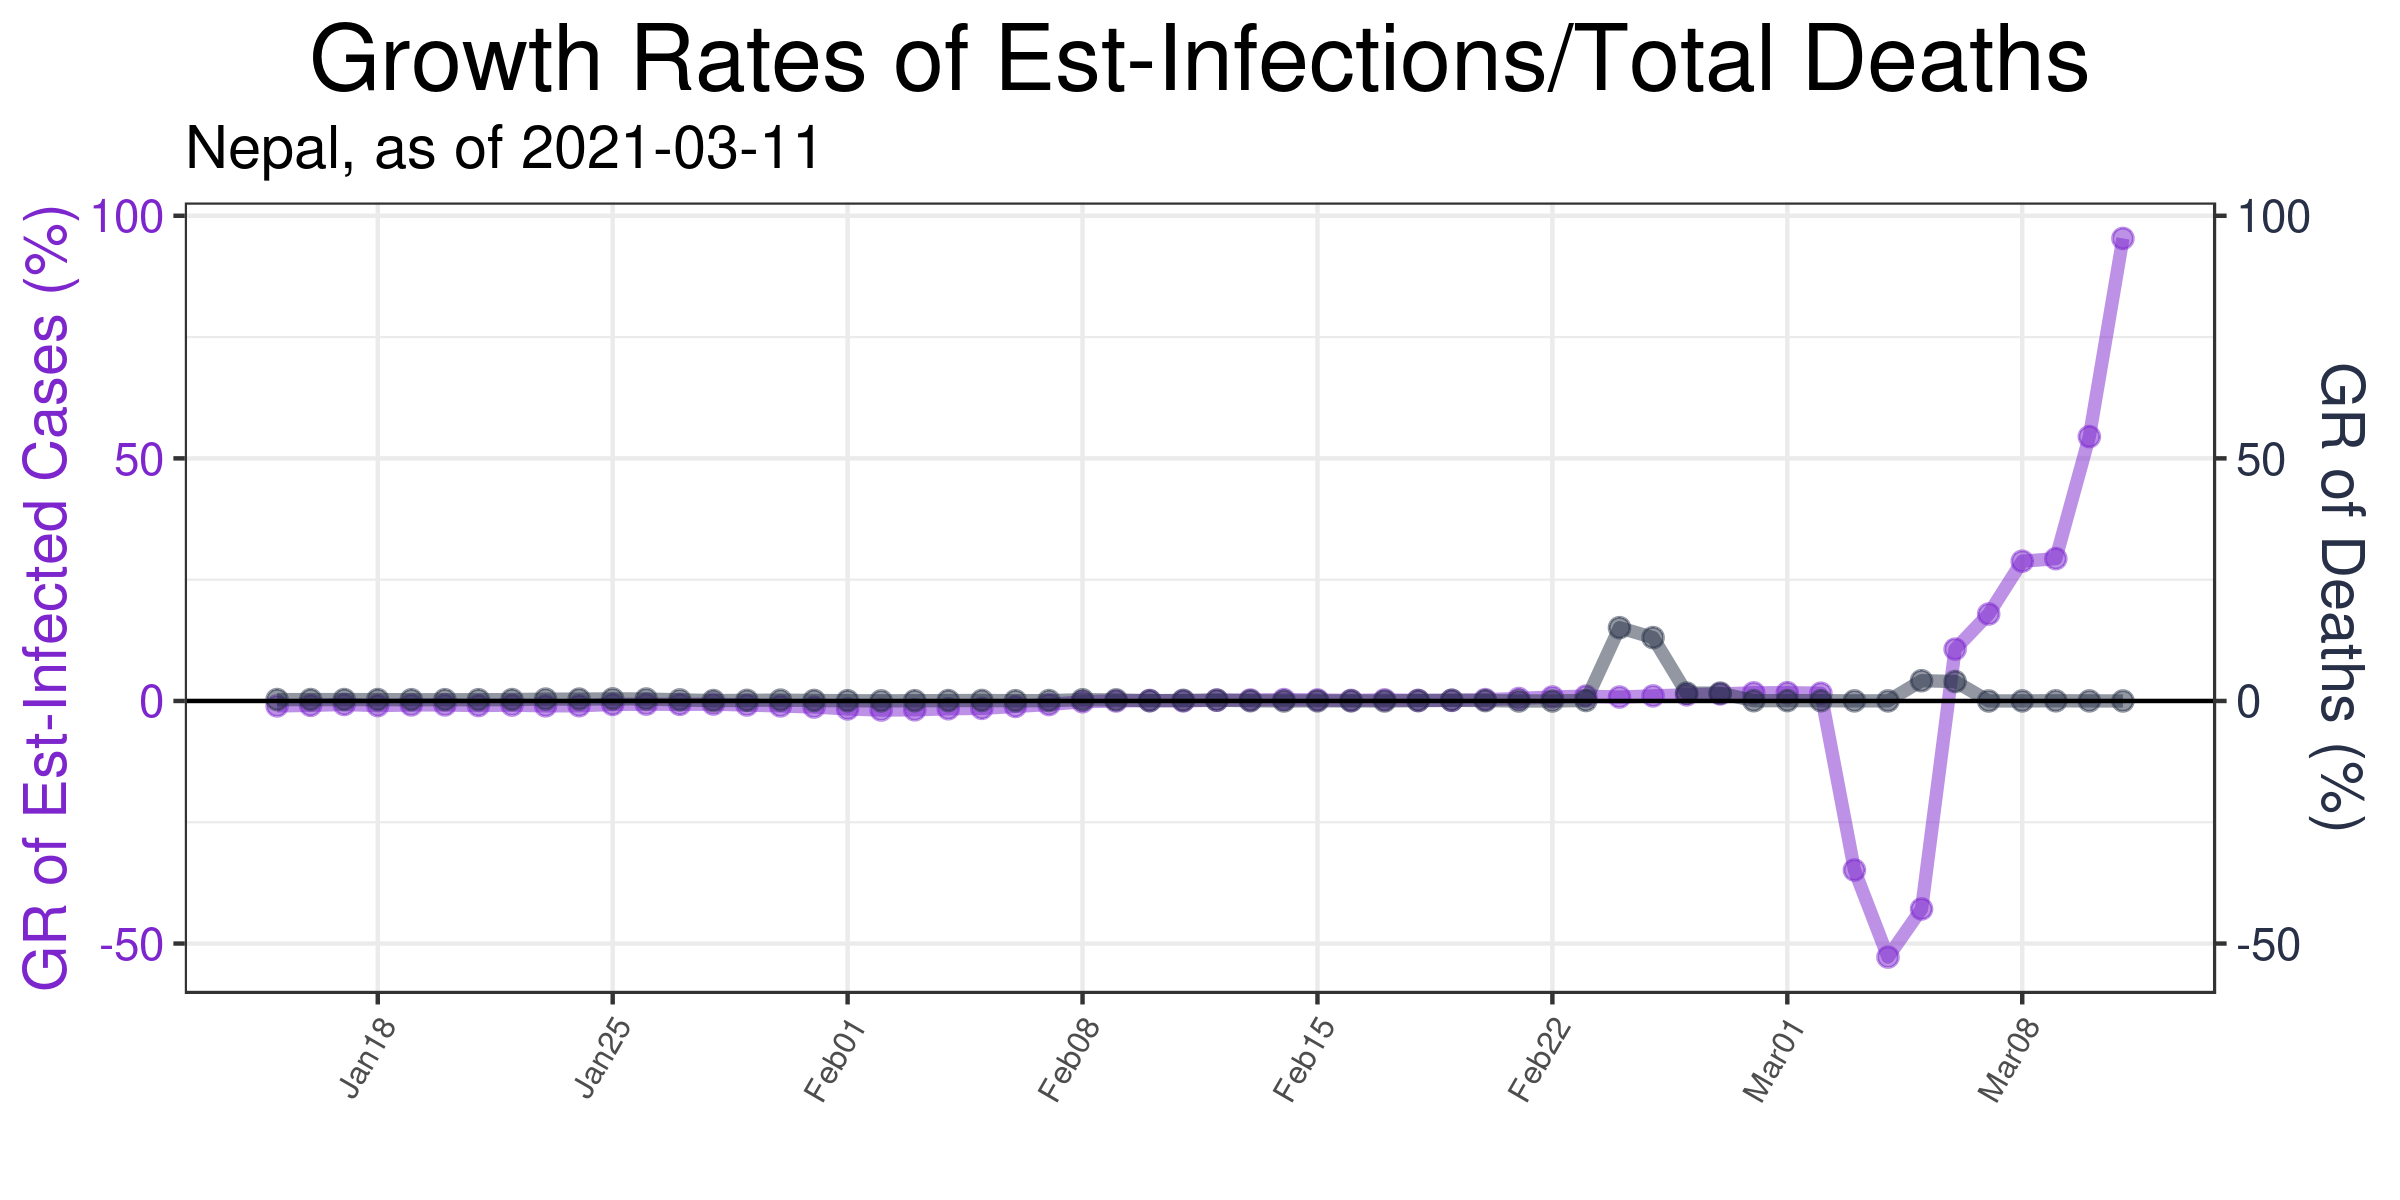 Growth Rates of Est-Infections/Total Deaths
Nepal, as of 2021-03-11
GR of Est-Infected Cases (%)
100
50
0
-50
100
50
0
-50
GR of Deaths (%)
Jan18
Jan25
Feb01
Feb08
Feb15
Feb22
Mar01
Mar08